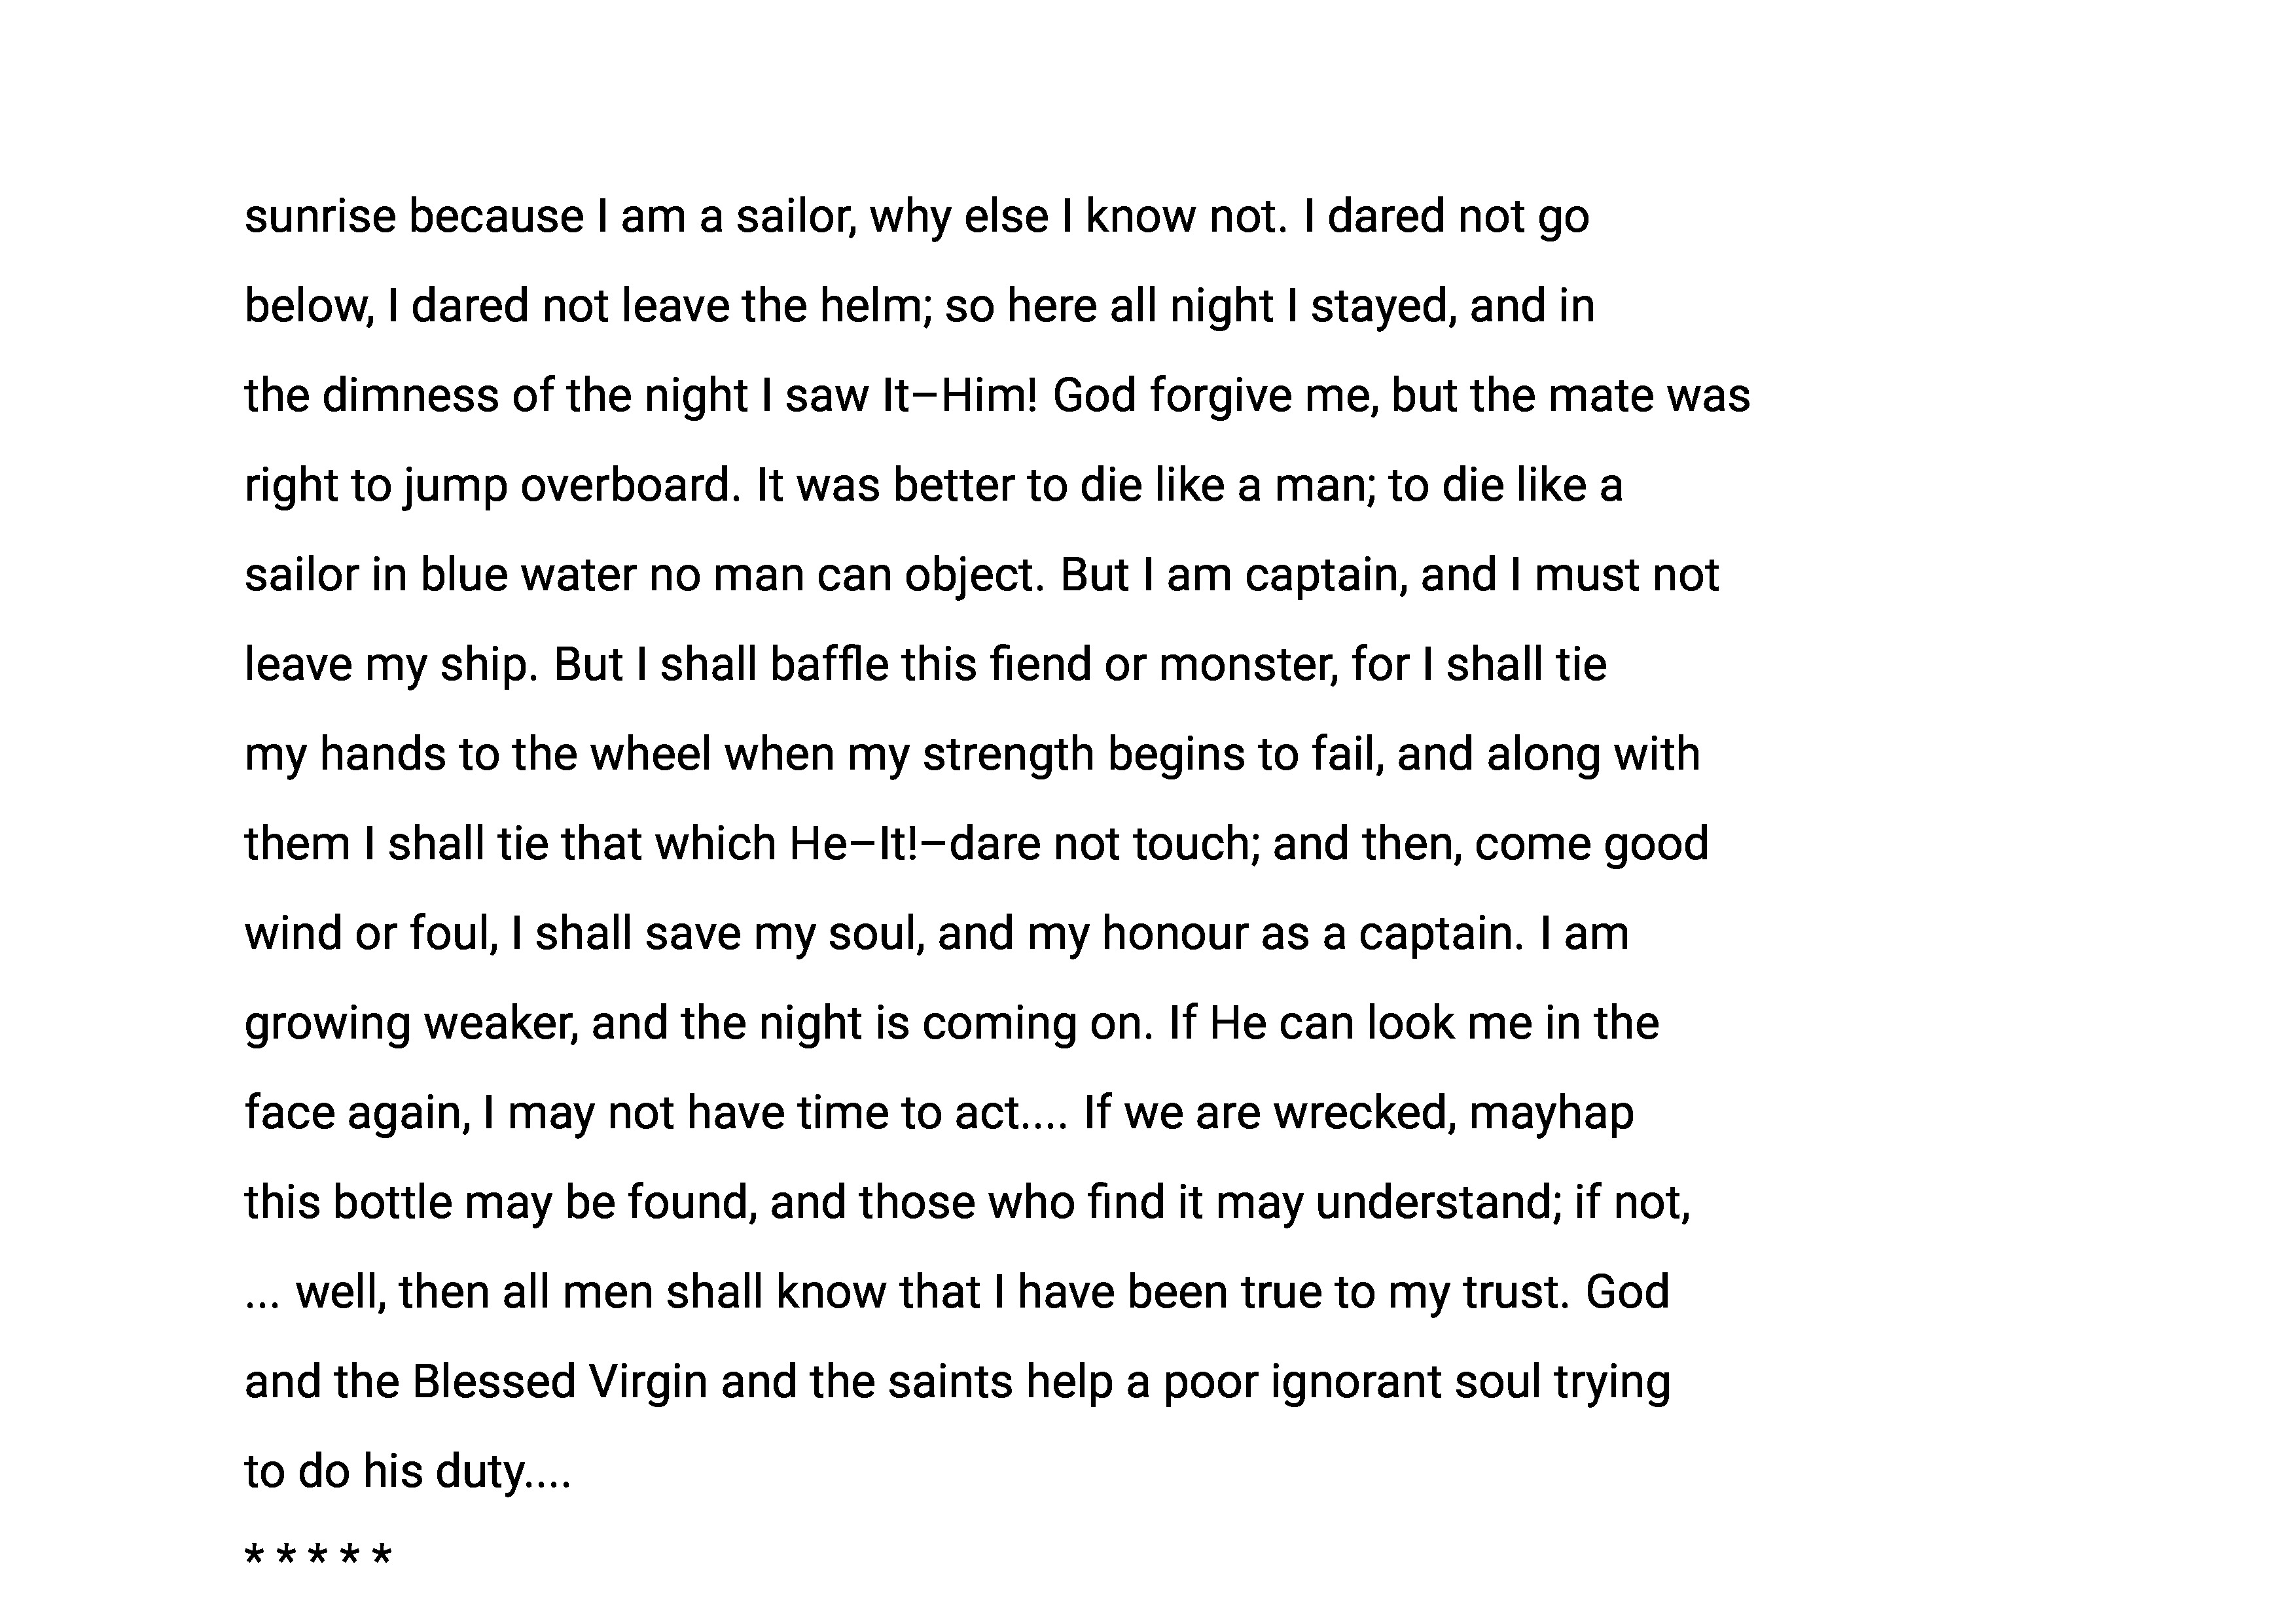 sunrise because I am a sailor, why else I know not. I dared not go
below, I dared not leave the helm; so here all night I stayed, and in
the dimness of the night I saw It–Him! God forgive me, but the mate was
right to jump overboard. It was better to die like a man; to die like a
sailor in blue water no man can object. But I am captain, and I must not
leave my ship. But I shall baffle this fiend or monster, for I shall tie
my hands to the wheel when my strength begins to fail, and along with
them I shall tie that which He–It!–dare not touch; and then, come good
wind or foul, I shall save my soul, and my honour as a captain. I am
growing weaker, and the night is coming on. If He can look me in the
face again, I may not have time to act.... If we are wrecked, mayhap
this bottle may be found, and those who find it may understand; if not,
... well, then all men shall know that I have been true to my trust. God
and the Blessed Virgin and the saints help a poor ignorant soul trying
to do his duty....
* * * * *